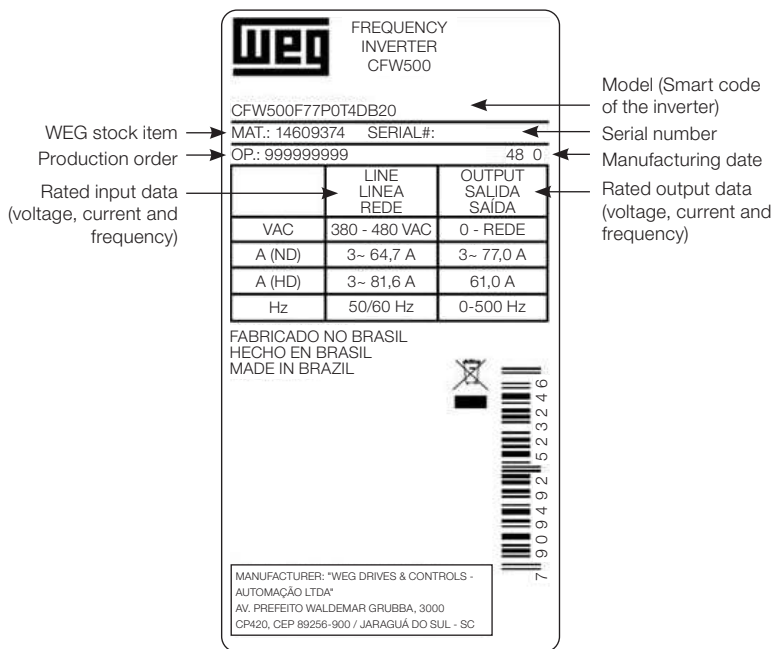 weg
FREQUENCY
INVERTER
CFW500
CFW500F77P0T4DB20
Model (Smart code
of the inverter)
WEG stock item
MAT.: 14609374 SERIAL#:
Serial number
Production order
OP.: 999999999 48 0
Manufacturing date
Rated input data
(voltage, current and
frequency)
LINE
LINEA
REDE
OUTPUT
SALIDA
SAÍDA
Rated output data
(voltage, current and
frequency)
VAC 380 - 480 VAC 0 - REDE
A (ND) 3~ 64,7 A 3~ 77,0 A
A (HD) 3~ 81,6 A 61,0 A
Hz 50/60 Hz 0-500 Hz
FABRICADO NO BRASIL
HECHO EN BRASIL
MADE IN BRAZIL
7 909492 523246
MANUFACTURER: "WEG DRIVES & CONTROLS -
AUTOMAÇÃO LTDA"
AV. PREFEITO WALDEMAR GRUBBA, 3000
CP420, CEP 89256-900 / JARAGUÁ DO SUL - SC